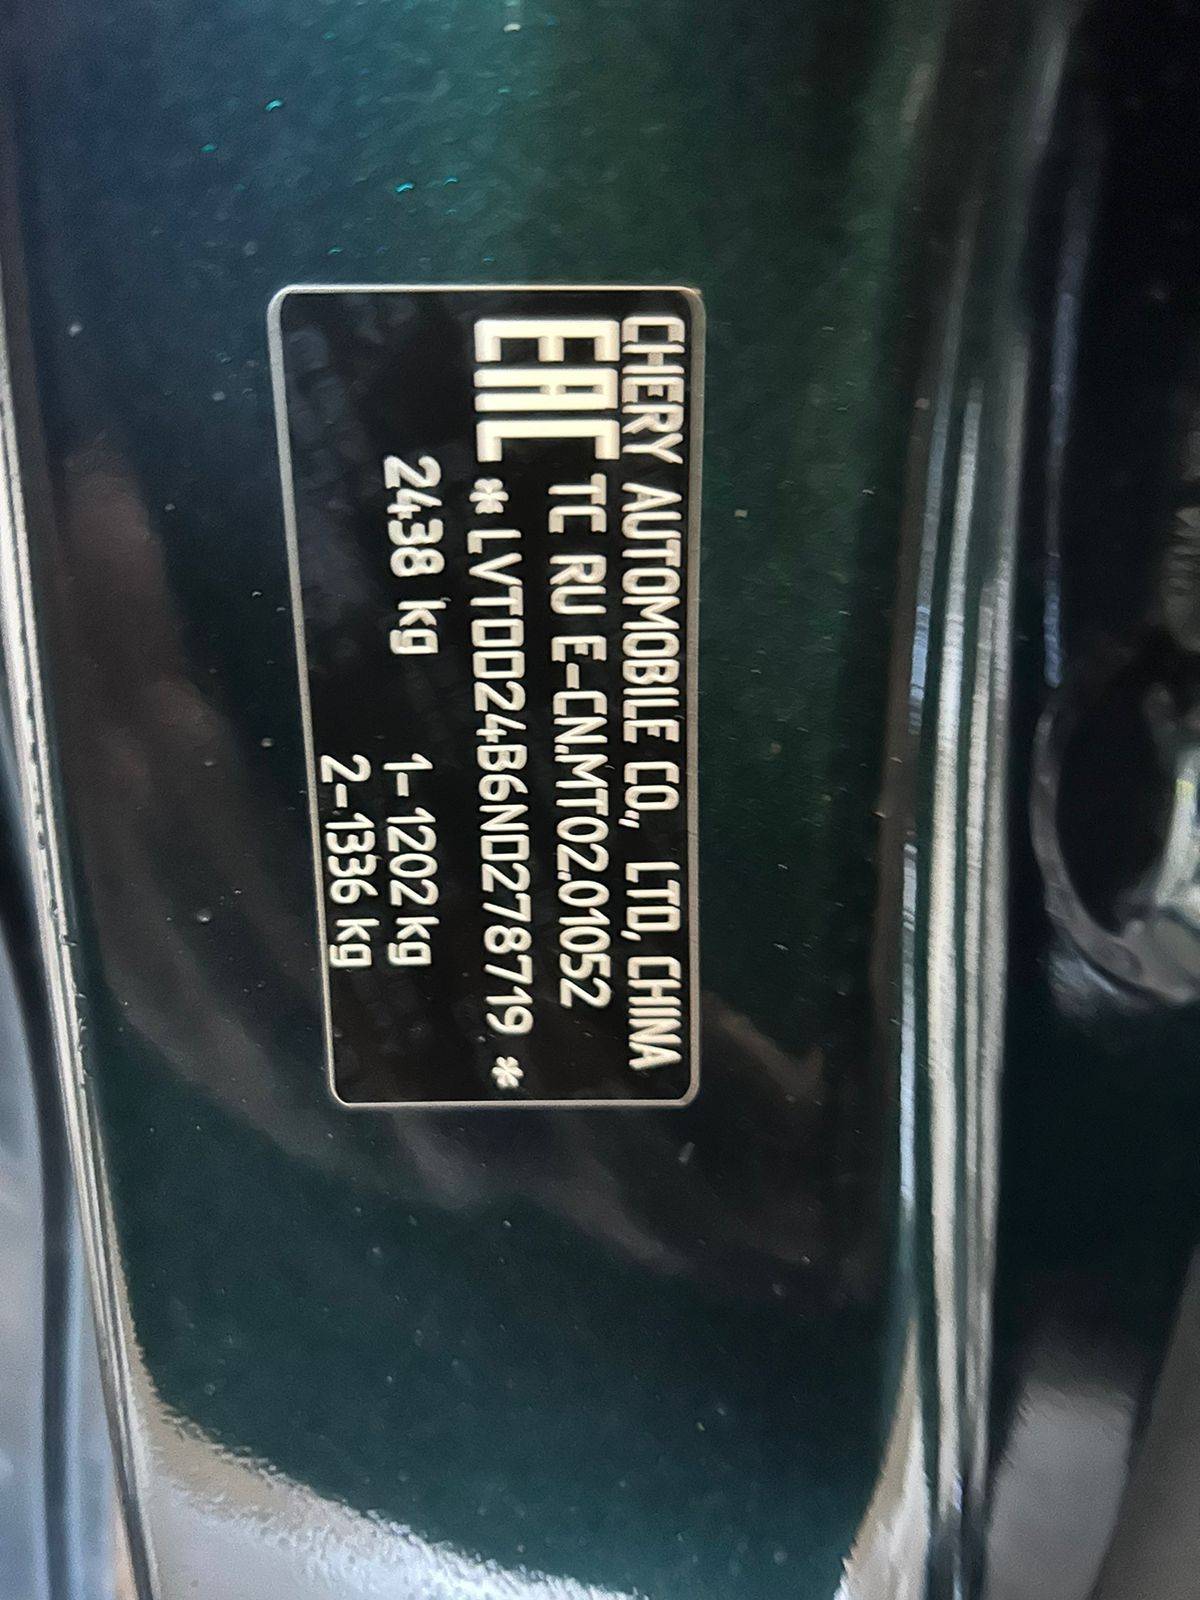 CHERY AUTOMOBILE CO., LTD, CHINA
EAC TC RU E-CN.MT02.01052
* LVTDD24B6ND278719 *
2438 kg 1-1202 kg
2-1336 kg